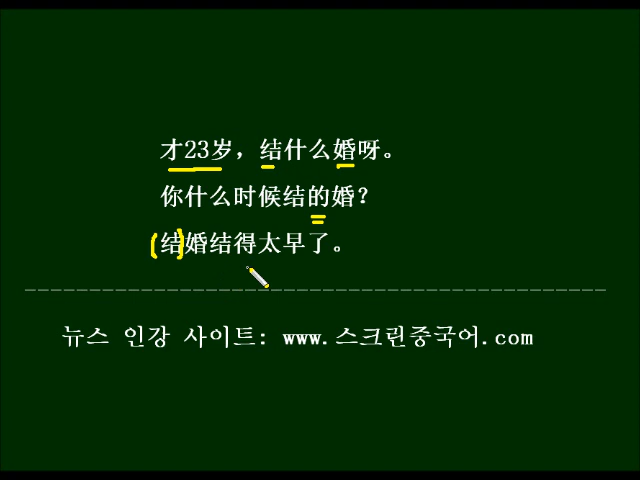 才23岁，结什么婚呀。
你什么时候结的婚？
结婚结得太早了。
뉴스 인강 사이트: www.스크린중국어.com